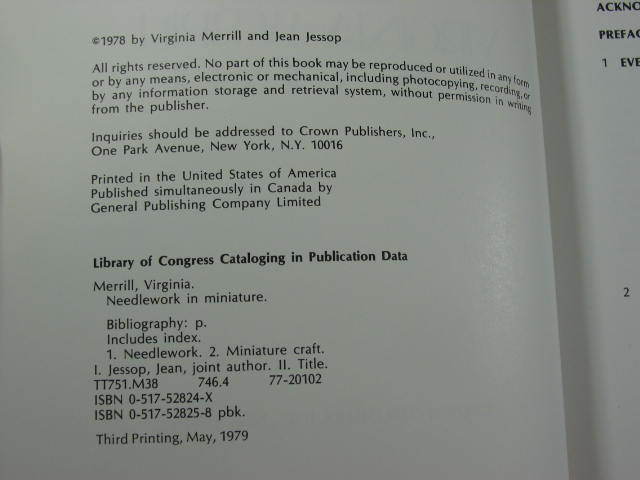 ©1978 by Virginia Merrill and Jean Jessop
All rights reserved. No part of this book may be reproduced or utilized in any form
or by any means, electronic or mechanical, including photocopying, recording, or
by any information storage and retrieval system, without permission in writing
from the publisher.
Inquiries should be addressed to Crown Publishers, Inc.,
One Park Avenue, New York, N.Y. 10016
Printed in the United States of America
Published simultaneously in Canada by
General Publishing Company Limited
Library of Congress Cataloging in Publication Data
Merrill, Virginia.
Needlework in miniature.
Bibliography: p.
Includes index.
1. Needlework. 2. Miniature craft.
I. Jessop, Jean, joint author. II. Title.
TT751.M38 746.4 77-20102
ISBN 0-517-52824-X
ISBN 0-517-52825-8 pbk.
Third Printing, May, 1979
ACKNO
PREFAC
1 EVE
2